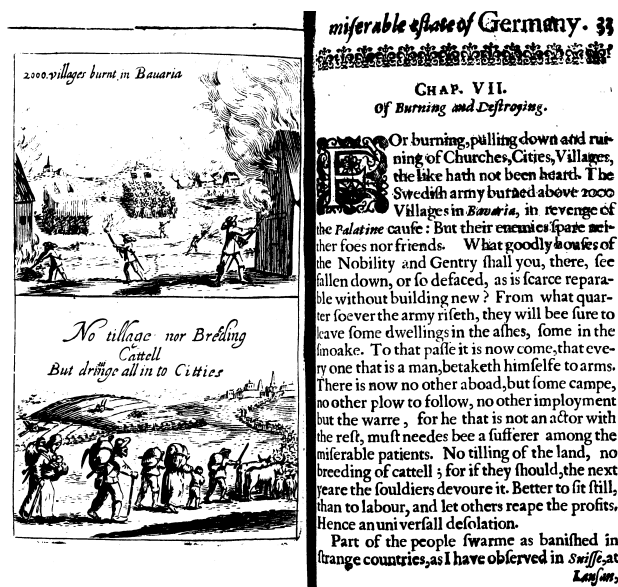 2000. villages burnt in Bauaria
No tillage nor Breeding
Cattell
But driuge all in to Citties
miſerable eſtate of Germany. 33
CHAP. VII.
Of Burning and Deſtroying.
FOr burning, pulling down and rui-
ning of Churches, Cities, Villages,
the like hath not been heard. The
Swediſh army burned above 2000
Villages in Bavaria, in revenge of
the Palatine cauſe: But their enemies ſpare nei-
ther foes nor friends. What goodly houſes of
the Nobility and Gentry ſhall you, there, ſee
fallen down, or ſo defaced, as is ſcarce repara-
ble without building new? From what quar-
ter ſoever the army riſeth, they will bee ſure to
leave ſome dwellings in the aſhes, ſome in the
ſmoake. To that paſſe it is now come, that eve-
ry one that is a man, betaketh himſelfe to arms.
There is now no other aboad, but ſome campe,
no other plow to follow, no other imployment
but the warre, for he that is not an actor with
the reſt, muſt needes bee a ſufferer among the
miſerable patients. No tilling of the land, no
breeding of cattell; for if they ſhould, the next
yeare the ſouldiers devoure it. Better to ſit ſtill,
than to labour, and let others reape the profits.
Hence an univerſall deſolation.
Part of the people ſwarme as baniſhed in
ſtrange countries, as I have obſerved in Suiſſe, at
Lauſan,